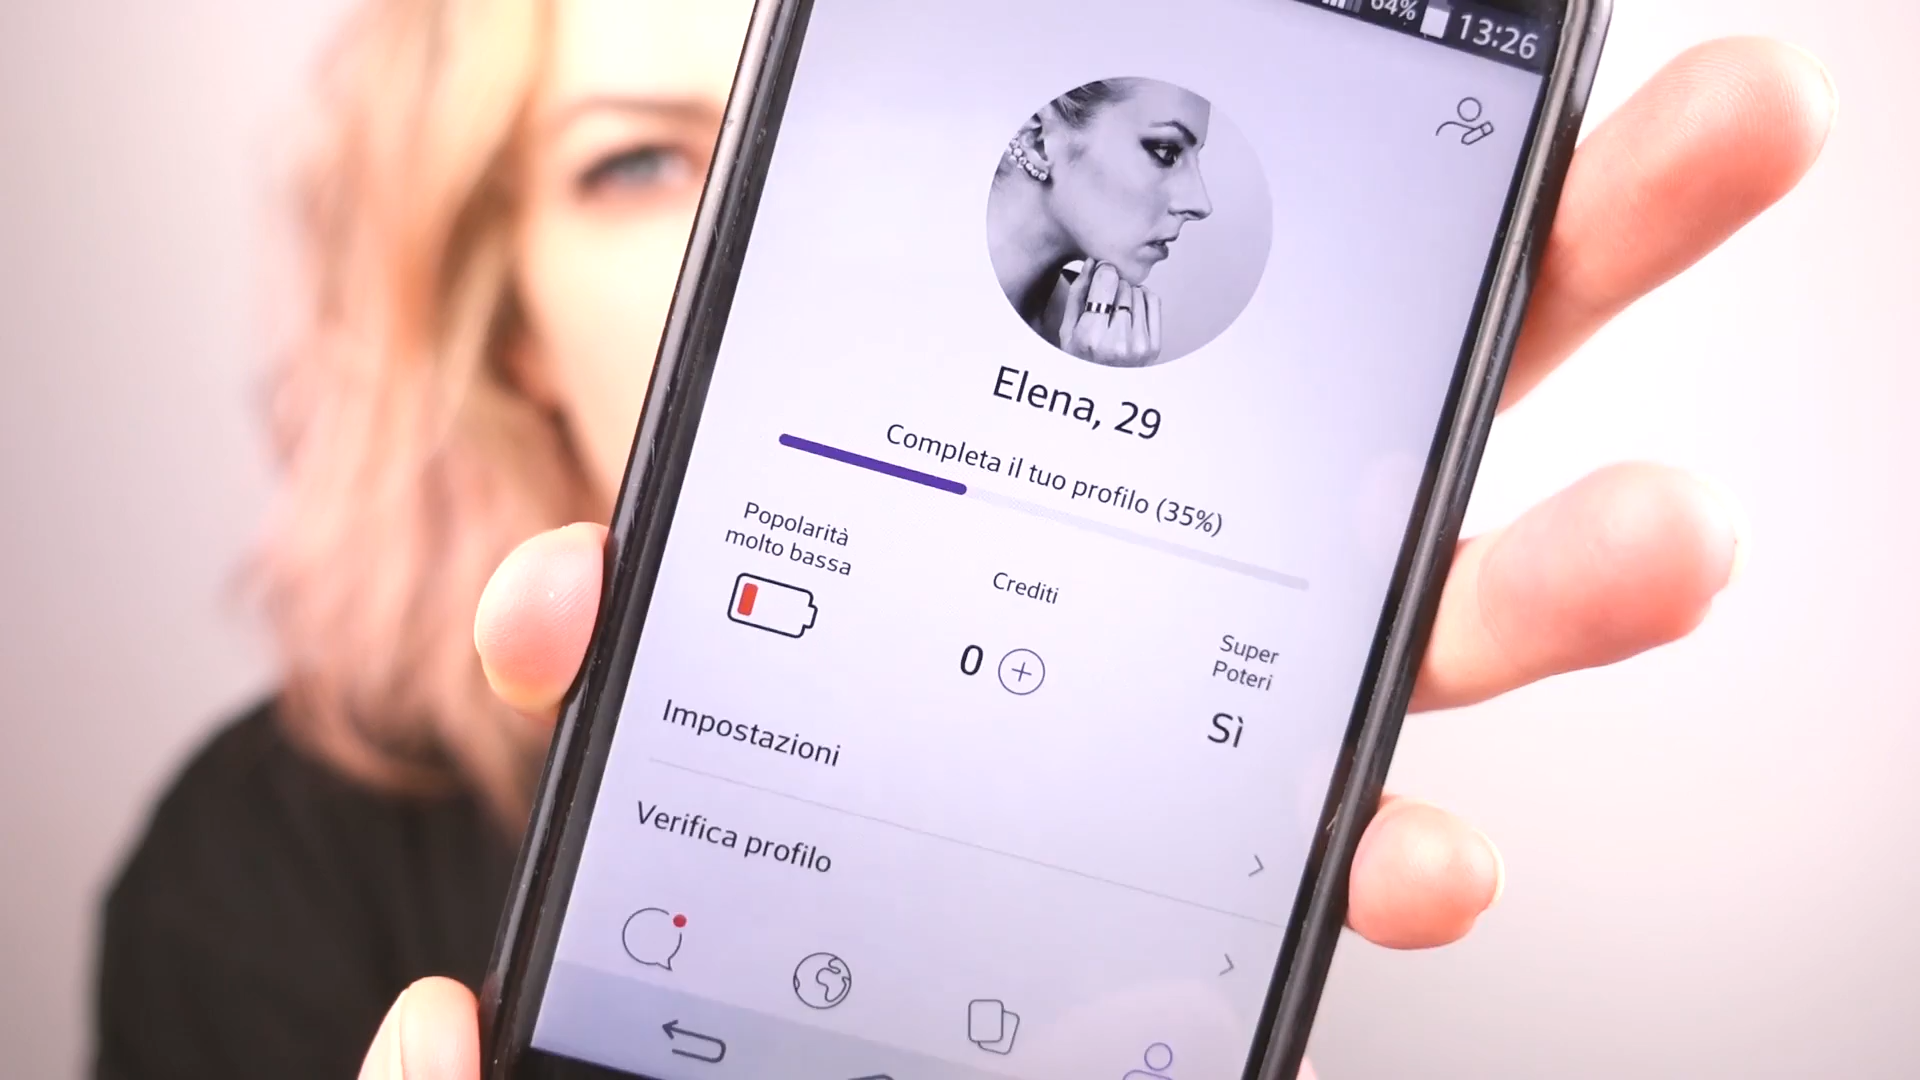 64% 13:26
Elena, 29
Completa il tuo profilo (35%)
Popolarità
molto bassa
Crediti
0
Super
Poteri
Sì
Impostazioni
Verifica profilo